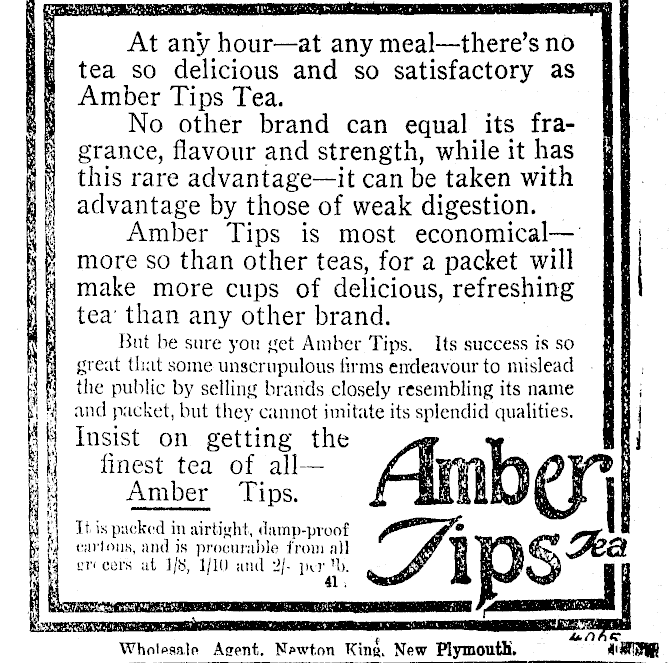 At any hour—at any meal—there's no
tea so delicious and so satisfactory as
Amber Tips Tea.
No other brand can equal its fra-
grance, flavour and strength, while it has
this rare advantage—it can be taken with
advantage by those of weak digestion.
Amber Tips is most economical—
more so than other teas, for a packet will
make more cups of delicious, refreshing
tea than any other brand.
But be sure you get Amber Tips. Its success is so
great that some unscrupulous firms endeavour to mislead
the public by selling brands closely resembling its name
and packet, but they cannot imitate its splendid qualities.
Insist on getting the
finest tea of all—
Amber Tips.
It is packed in airtight, damp-proof
cartons, and is procurable from all
grocers at 1/8, 1/10 and 2/- per lb.
41.
Amber
Tips Tea
4065
Wholesale Agent, Newton King, New Plymouth.